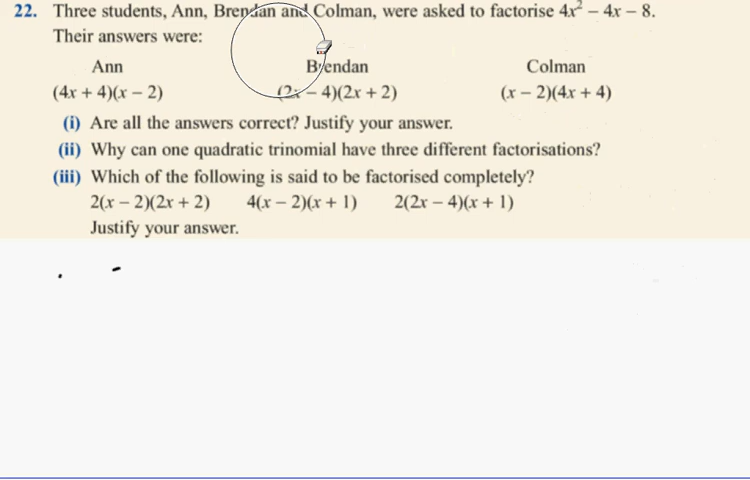 22. Three students, Ann, Brendan and Colman, were asked to factorise 4x² – 4x – 8.
Their answers were:
Ann Brendan Colman
(4x + 4)(x – 2) (2x – 4)(2x + 2) (x – 2)(4x + 4)
(i) Are all the answers correct? Justify your answer.
(ii) Why can one quadratic trinomial have three different factorisations?
(iii) Which of the following is said to be factorised completely?
2(x – 2)(2x + 2) 4(x – 2)(x + 1) 2(2x – 4)(x + 1)
Justify your answer.